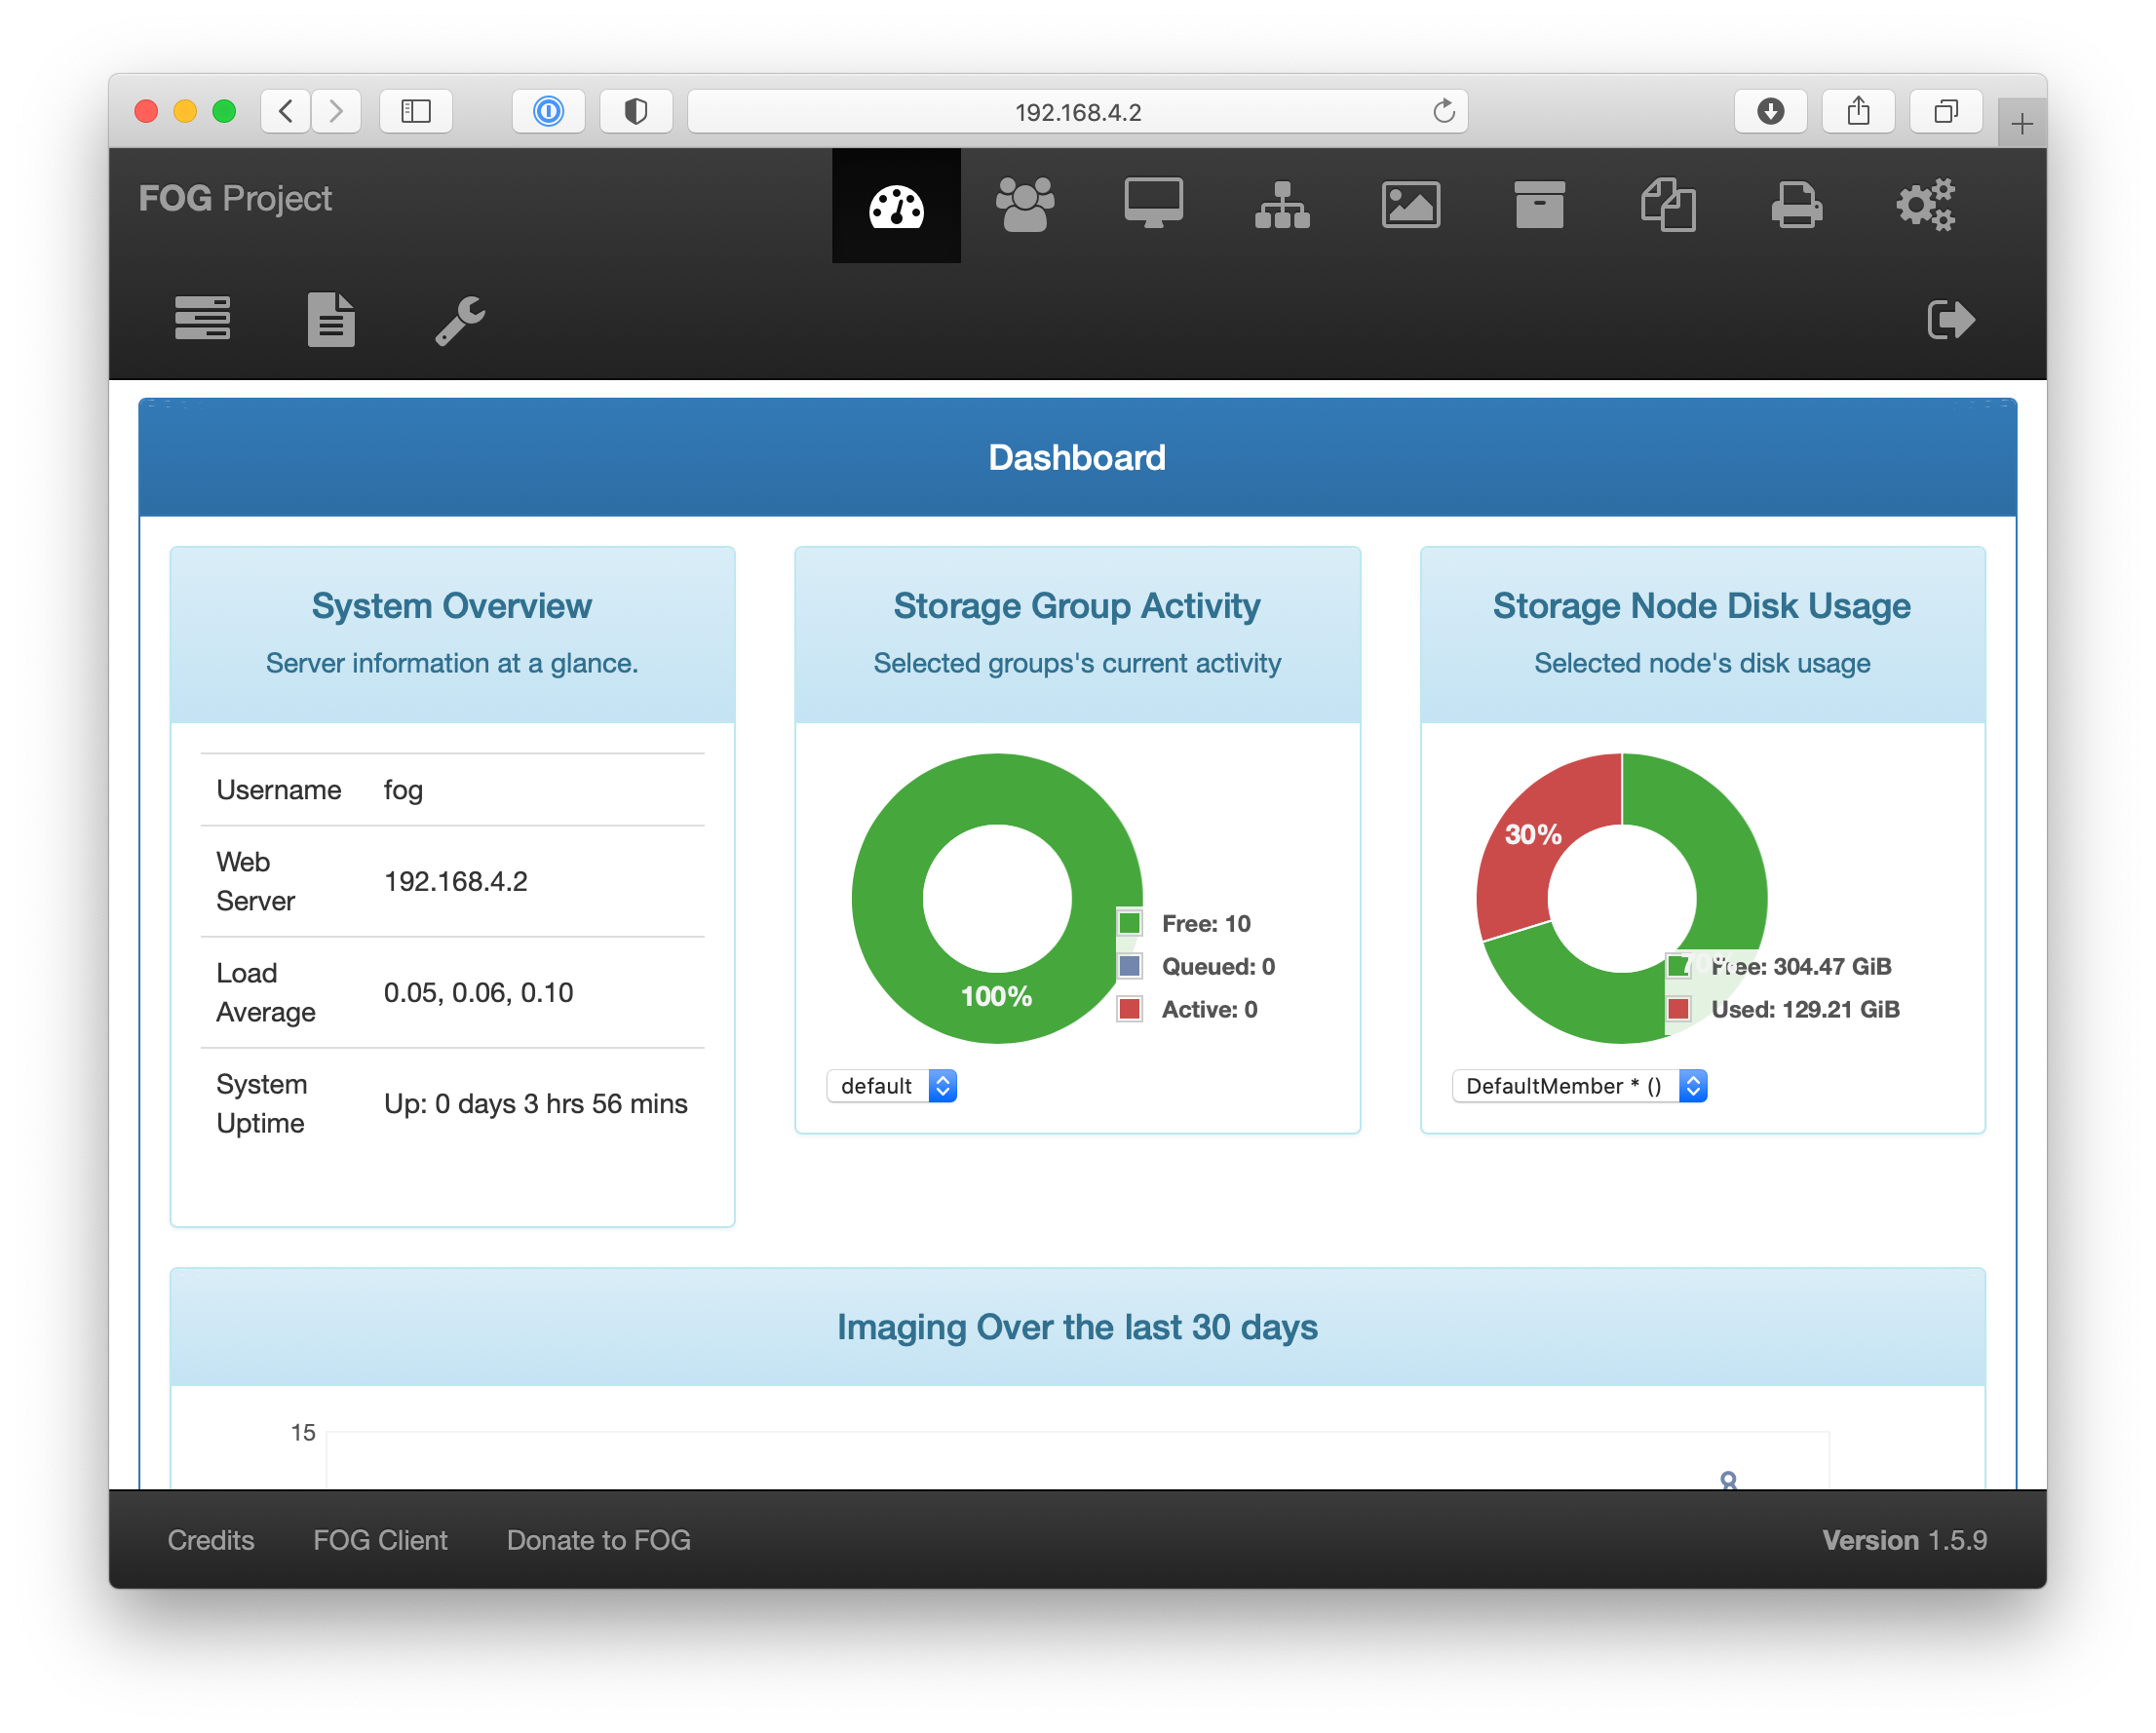 192.168.4.2
FOG Project
Dashboard
System Overview
Server information at a glance.
Username fog
Web Server 192.168.4.2
Load Average 0.05, 0.06, 0.10
System Uptime Up: 0 days 3 hrs 56 mins
Storage Group Activity
Selected groups's current activity
100%
Free: 10
Queued: 0
Active: 0
default
Storage Node Disk Usage
Selected node's disk usage
30%
70%
Free: 304.47 GiB
Used: 129.21 GiB
DefaultMember * ()
Imaging Over the last 30 days
15
Credits FOG Client Donate to FOG Version 1.5.9